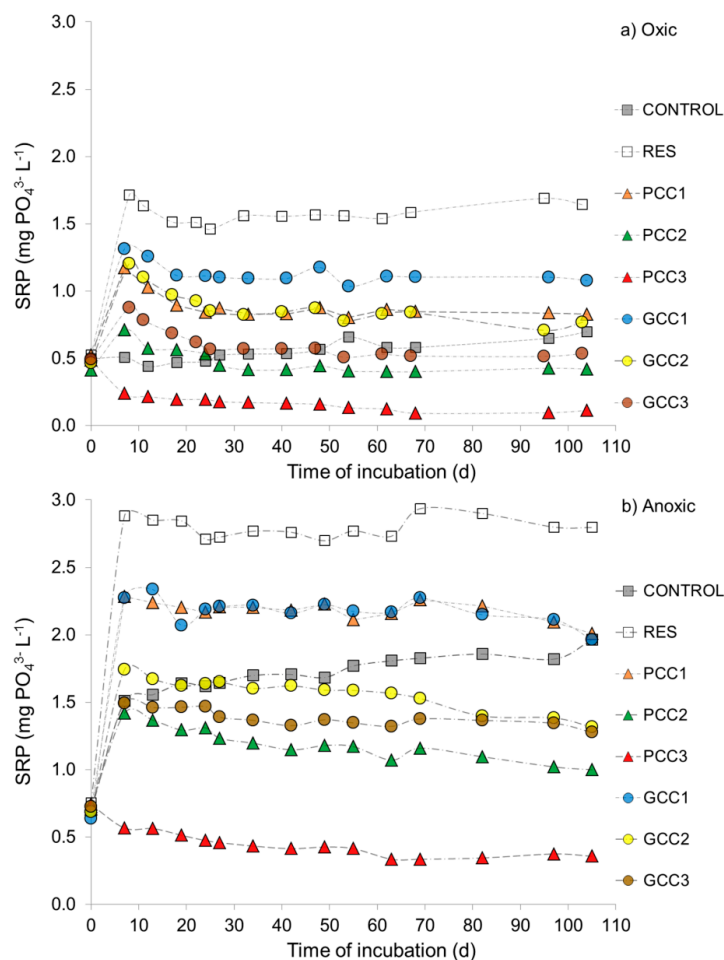 a) Oxic
3.0
2.5
2.0
1.5
1.0
0.5
0.0
SRP (mg PO₄³⁻ L⁻¹)
0 10 20 30 40 50 60 70 80 90 100 110
Time of incubation (d)
CONTROL
RES
PCC1
PCC2
PCC3
GCC1
GCC2
GCC3
b) Anoxic
3.0
2.5
2.0
1.5
1.0
0.5
0.0
SRP (mg PO₄³⁻ L⁻¹)
0 10 20 30 40 50 60 70 80 90 100 110
Time of incubation (d)
CONTROL
RES
PCC1
PCC2
PCC3
GCC1
GCC2
GCC3